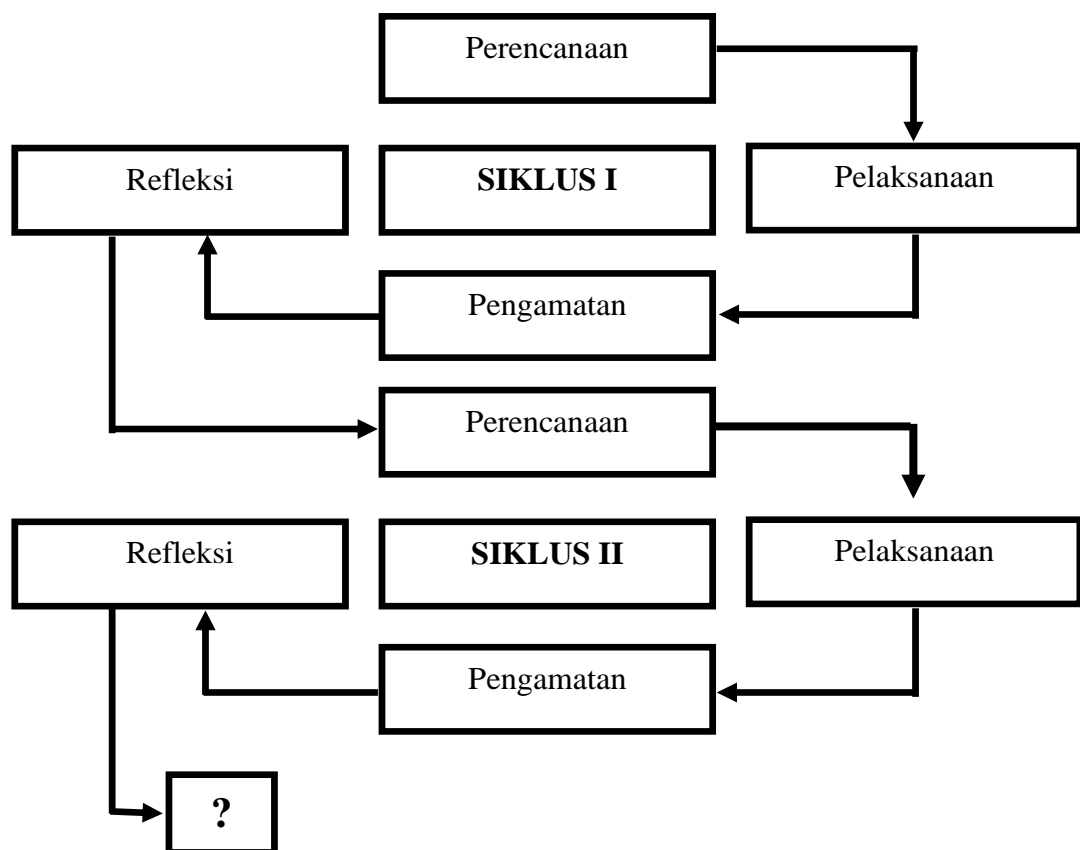 Perencanaan
Refleksi
SIKLUS I
Pelaksanaan
Pengamatan
Perencanaan
Refleksi
SIKLUS II
Pelaksanaan
Pengamatan
?